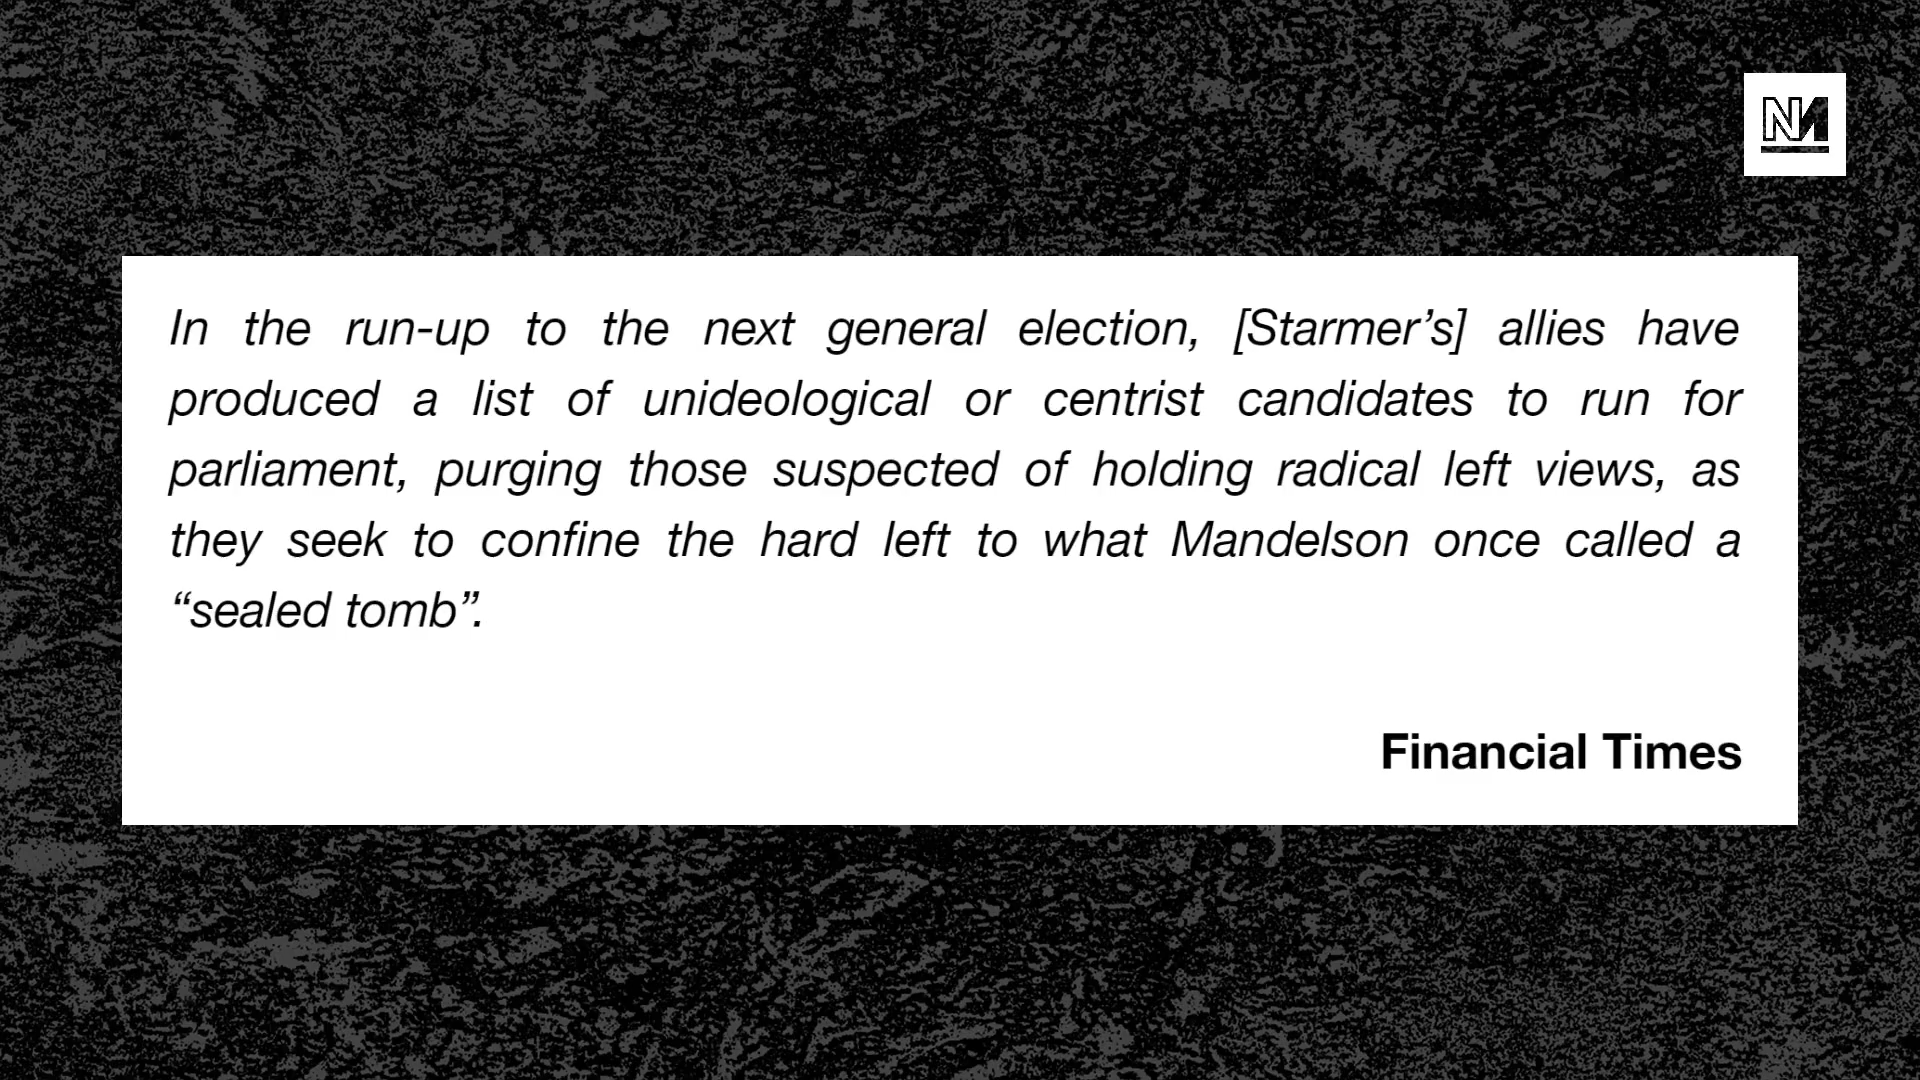 NM
In the run-up to the next general election, [Starmer’s] allies have
produced a list of unideological or centrist candidates to run for
parliament, purging those suspected of holding radical left views, as
they seek to confine the hard left to what Mandelson once called a
“sealed tomb”.
Financial Times